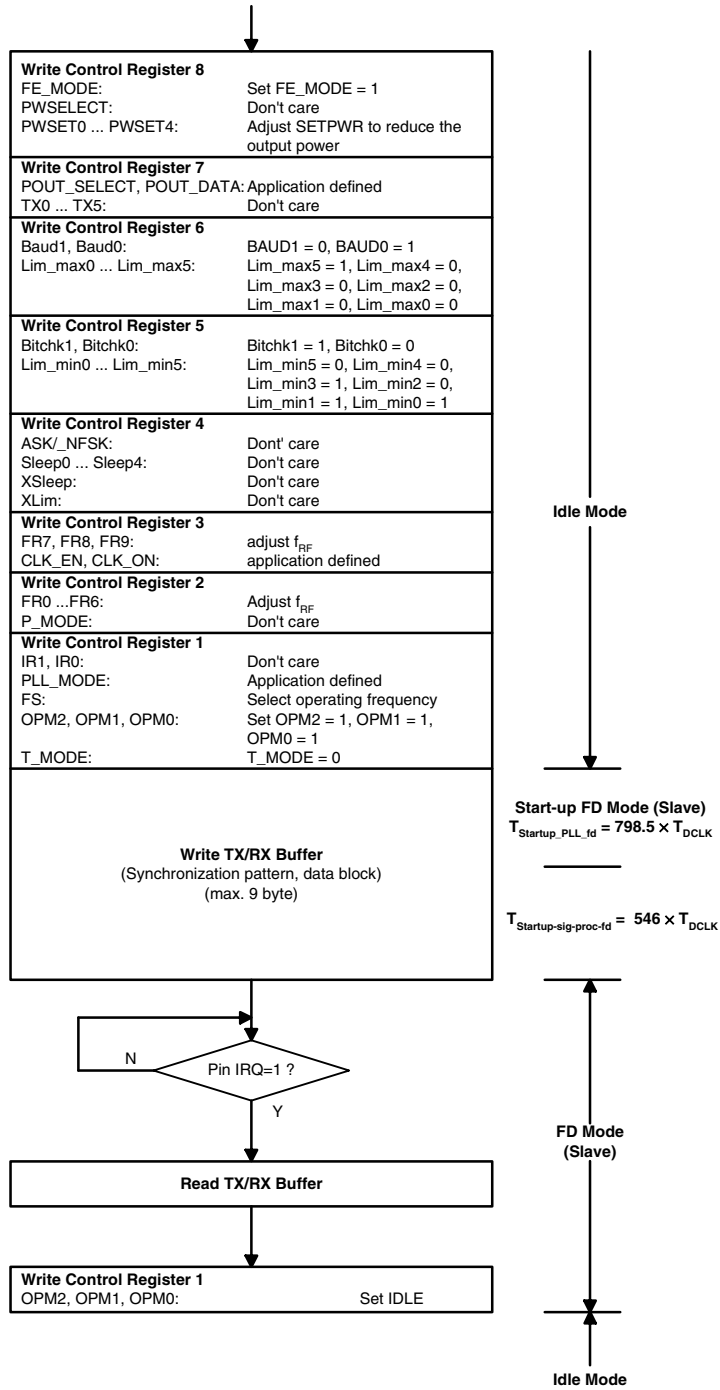 Write Control Register 8
FE_MODE: Set FE_MODE = 1
PWSELECT: Don't care
PWSET0 ... PWSET4: Adjust SETPWR to reduce the
output power
Write Control Register 7
POUT_SELECT, POUT_DATA: Application defined
TX0 ... TX5: Don't care
Write Control Register 6
Baud1, Baud0: BAUD1 = 0, BAUD0 = 1
Lim_max0 ... Lim_max5: Lim_max5 = 1, Lim_max4 = 0,
Lim_max3 = 0, Lim_max2 = 0,
Lim_max1 = 0, Lim_max0 = 0
Write Control Register 5
Bitchk1, Bitchk0: Bitchk1 = 1, Bitchk0 = 0
Lim_min0 ... Lim_min5: Lim_min5 = 0, Lim_min4 = 0,
Lim_min3 = 1, Lim_min2 = 0,
Lim_min1 = 1, Lim_min0 = 1
Write Control Register 4
ASK/_NFSK: Dont' care
Sleep0 ... Sleep4: Don't care
XSleep: Don't care
XLim: Don't care
Write Control Register 3
FR7, FR8, FR9: adjust fRF
CLK_EN, CLK_ON: application defined
Write Control Register 2
FR0 ...FR6: Adjust fRF
P_MODE: Don't care
Write Control Register 1
IR1, IR0: Don't care
PLL_MODE: Application defined
FS: Select operating frequency
OPM2, OPM1, OPM0: Set OPM2 = 1, OPM1 = 1,
OPM0 = 1
T_MODE: T_MODE = 0
Idle Mode
Write TX/RX Buffer
(Synchronization pattern, data block)
(max. 9 byte)
Start-up FD Mode (Slave)
TStartup_PLL_fd = 798.5 × TDCLK
TStartup-sig-proc-fd = 546 × TDCLK
N
Pin IRQ=1 ?
Y
FD Mode
(Slave)
Read TX/RX Buffer
Write Control Register 1
OPM2, OPM1, OPM0: Set IDLE
Idle Mode